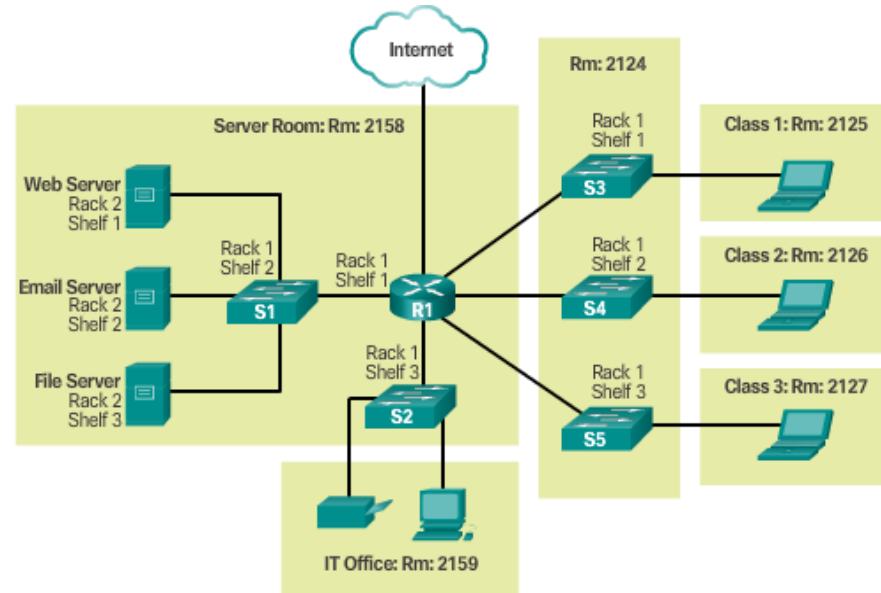 Internet
Rm: 2124
Server Room: Rm: 2158
Rack 1
Shelf 1
Class 1: Rm: 2125
Web Server
Rack 2
Shelf 1
S3
Rack 1
Shelf 2
Rack 1
Shelf 1
Rack 1
Shelf 2
Class 2: Rm: 2126
Email Server
Rack 2
Shelf 2
S1
R1
S4
Rack 1
Shelf 3
Rack 1
Shelf 3
File Server
Rack 2
Shelf 3
Class 3: Rm: 2127
S2
S5
IT Office: Rm: 2159